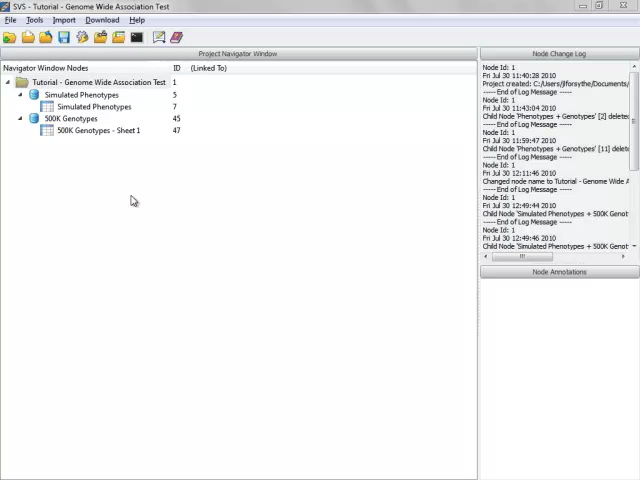 SVS - Tutorial - Genome Wide Association Test
File Tools Import Download Help
Project Navigator Window
Node Change Log
Navigator Window Nodes ID (Linked To)
Tutorial - Genome Wide Association Test 1
Simulated Phenotypes 5
Simulated Phenotypes 7
500K Genotypes 45
500K Genotypes - Sheet 1 47
Node Id: 1
Fri Jul 30 11:40:28 2010
Project created: C:/Users/jlforsythe/Documents/
----- End of Log Message -----
Node Id: 1
Fri Jul 30 11:43:04 2010
Child Node 'Phenotypes + Genotypes' [2] delete
----- End of Log Message -----
Node Id: 1
Fri Jul 30 11:59:47 2010
Child Node 'Phenotypes + Genotypes' [11] delet
----- End of Log Message -----
Node Id: 1
Fri Jul 30 12:11:46 2010
Changed node name to Tutorial - Genome Wide A
----- End of Log Message -----
Node Id: 1
Fri Jul 30 12:49:44 2010
Child Node 'Simulated Phenotypes + 500K Genot
----- End of Log Message -----
Node Id: 1
Fri Jul 30 12:49:46 2010
Child Node 'Simulated Phenotypes + 500K Genot
Node Annotations